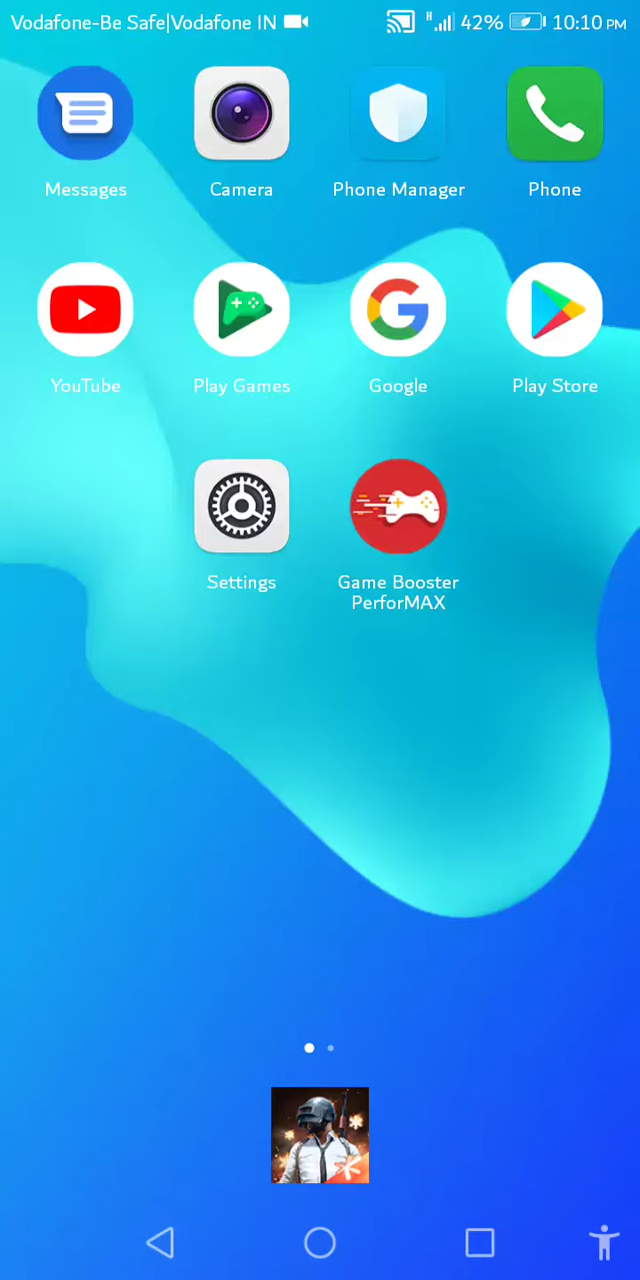 Vodafone-Be Safe|Vodafone IN H 42% 10:10 PM
Messages Camera Phone Manager Phone
YouTube Play Games Google Play Store
Settings Game Booster
PerforMAX